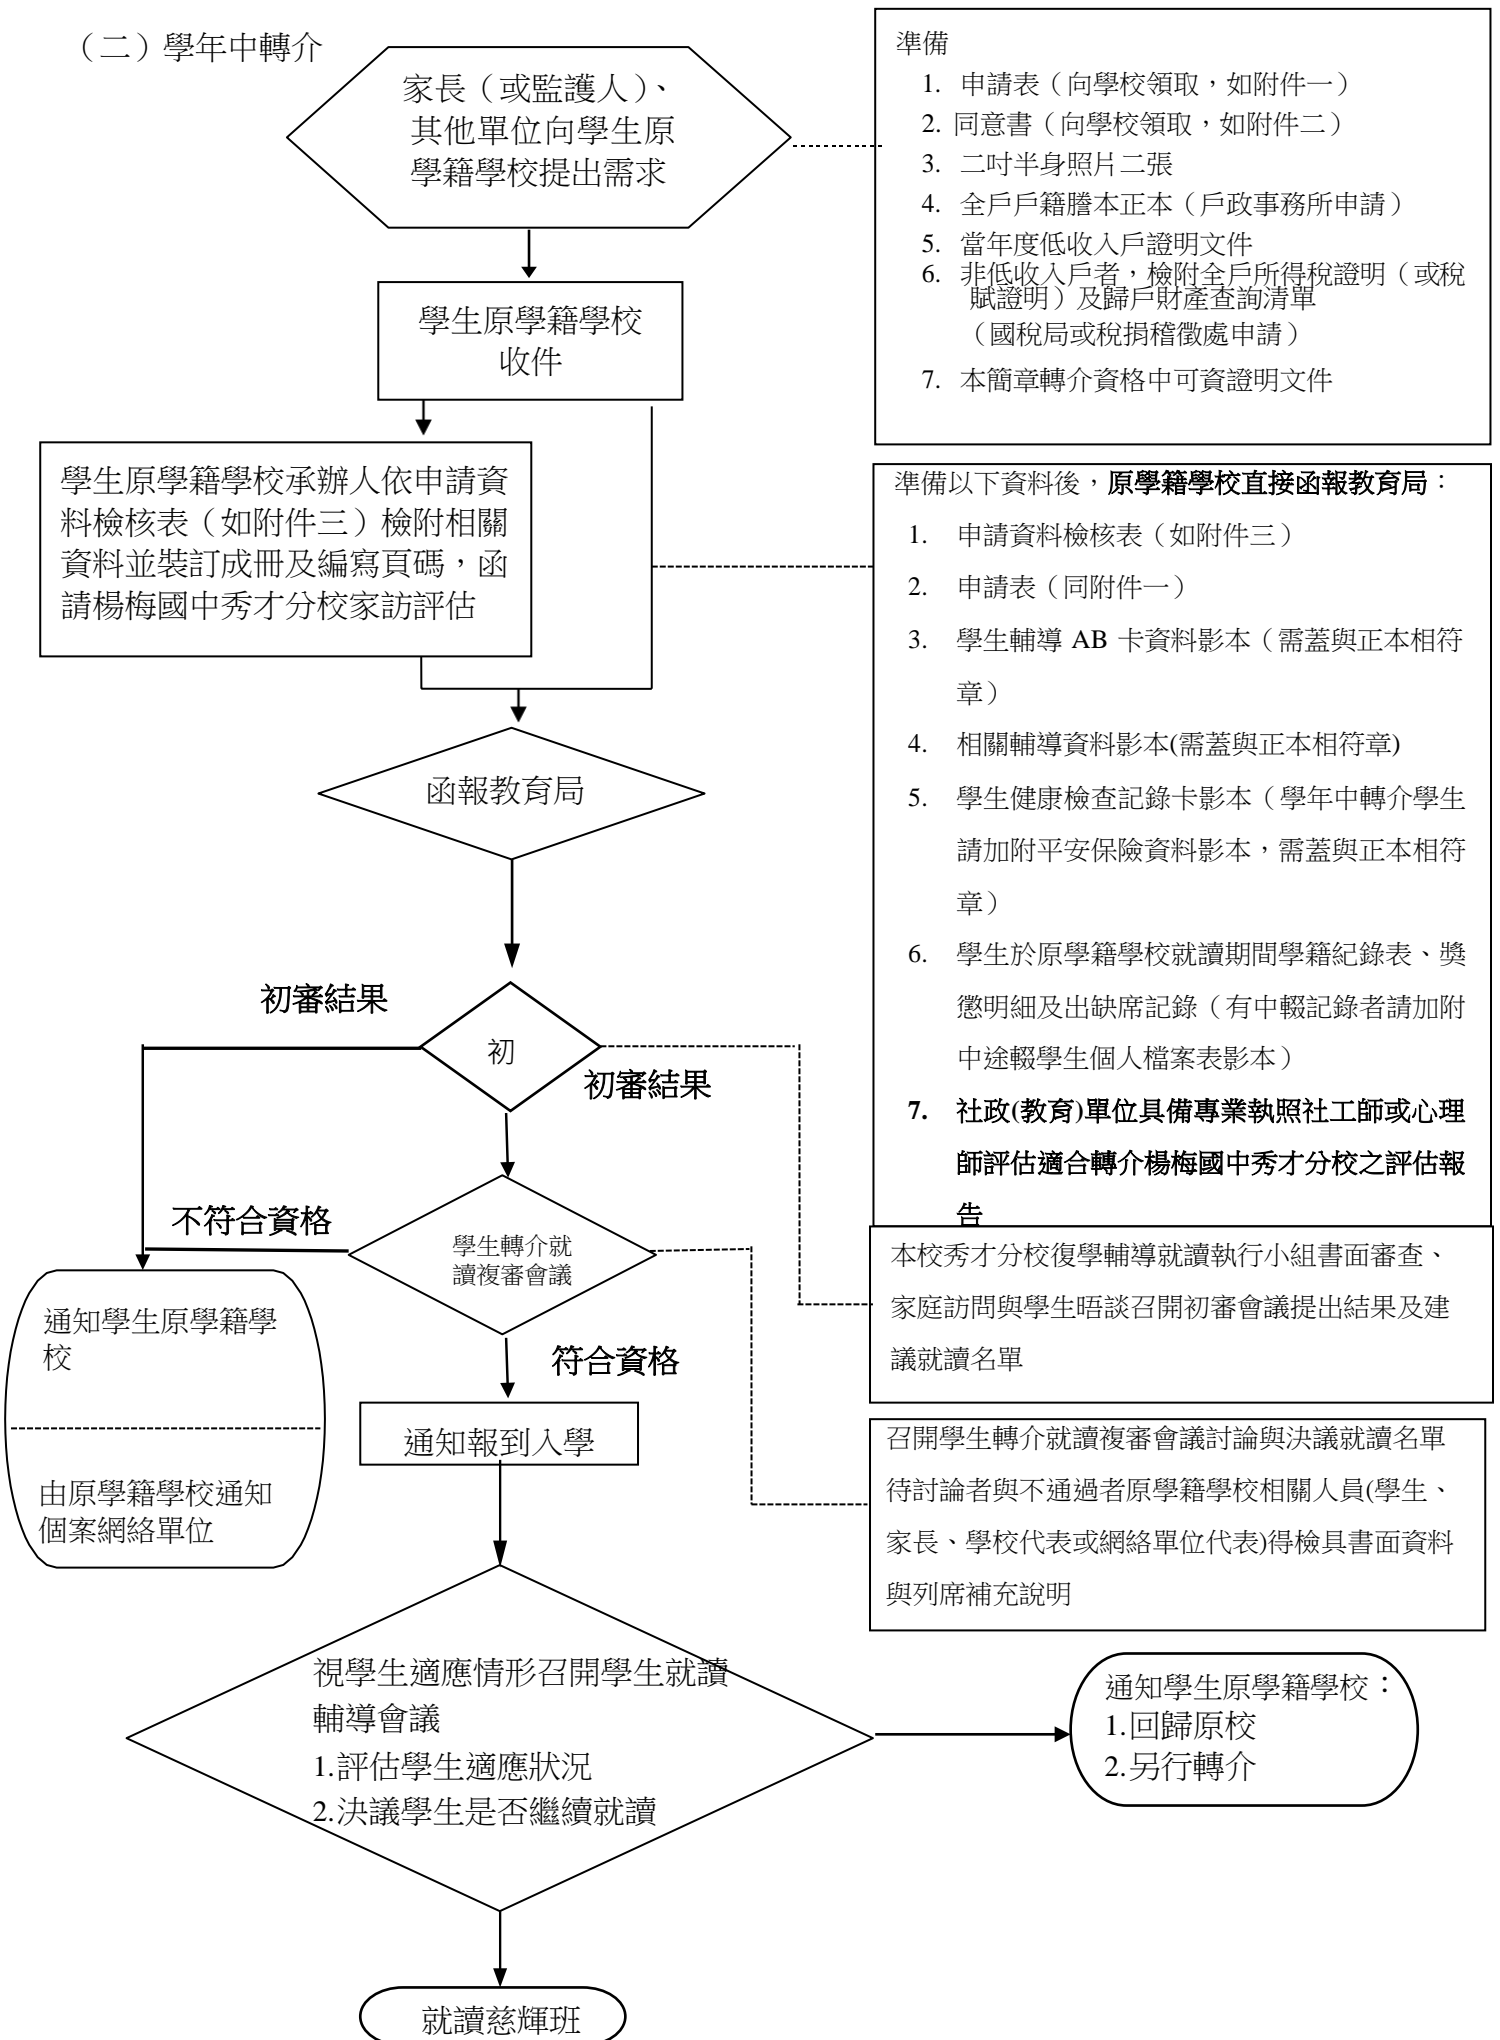 （二）學年中轉介
家長（或監護人）、
其他單位向學生原
學籍學校提出需求
準備
1. 申請表（向學校領取，如附件一）
2. 同意書（向學校領取，如附件二）
3. 二吋半身照片二張
4. 全戶戶籍謄本正本（戶政事務所申請）
5. 當年度低收入戶證明文件
6. 非低收入戶者，檢附全戶所得稅證明（或稅
賦證明）及歸戶財產查詢清單
（國稅局或稅捐稽徵處申請）
7. 本簡章轉介資格中可資證明文件
學生原學籍學校
收件
學生原學籍學校承辦人依申請資
料檢核表（如附件三）檢附相關
資料並裝訂成冊及編寫頁碼，函
請楊梅國中秀才分校家訪評估
準備以下資料後，原學籍學校直接函報教育局：
1. 申請資料檢核表（如附件三）
2. 申請表（同附件一）
3. 學生輔導 AB 卡資料影本（需蓋與正本相符
章）
4. 相關輔導資料影本(需蓋與正本相符章)
5. 學生健康檢查記錄卡影本（學年中轉介學生
請加附平安保險資料影本，需蓋與正本相符
章）
6. 學生於原學籍學校就讀期間學籍紀錄表、獎
懲明細及出缺席記錄（有中輟記錄者請加附
中途輟學生個人檔案表影本）
7. 社政(教育)單位具備專業執照社工師或心理
師評估適合轉介楊梅國中秀才分校之評估報
告
函報教育局
初審結果
初
初審結果
不符合資格
學生轉介就
讀複審會議
本校秀才分校復學輔導就讀執行小組書面審查、
家庭訪問與學生晤談召開初審會議提出結果及建
議就讀名單
通知學生原學籍學
校
由原學籍學校通知
個案網絡單位
符合資格
通知報到入學
召開學生轉介就讀複審會議討論與決議就讀名單
待討論者與不通過者原學籍學校相關人員(學生、
家長、學校代表或網絡單位代表)得檢具書面資料
與列席補充說明
視學生適應情形召開學生就讀
輔導會議
1.評估學生適應狀況
2.決議學生是否繼續就讀
通知學生原學籍學校：
1.回歸原校
2.另行轉介
就讀慈輝班